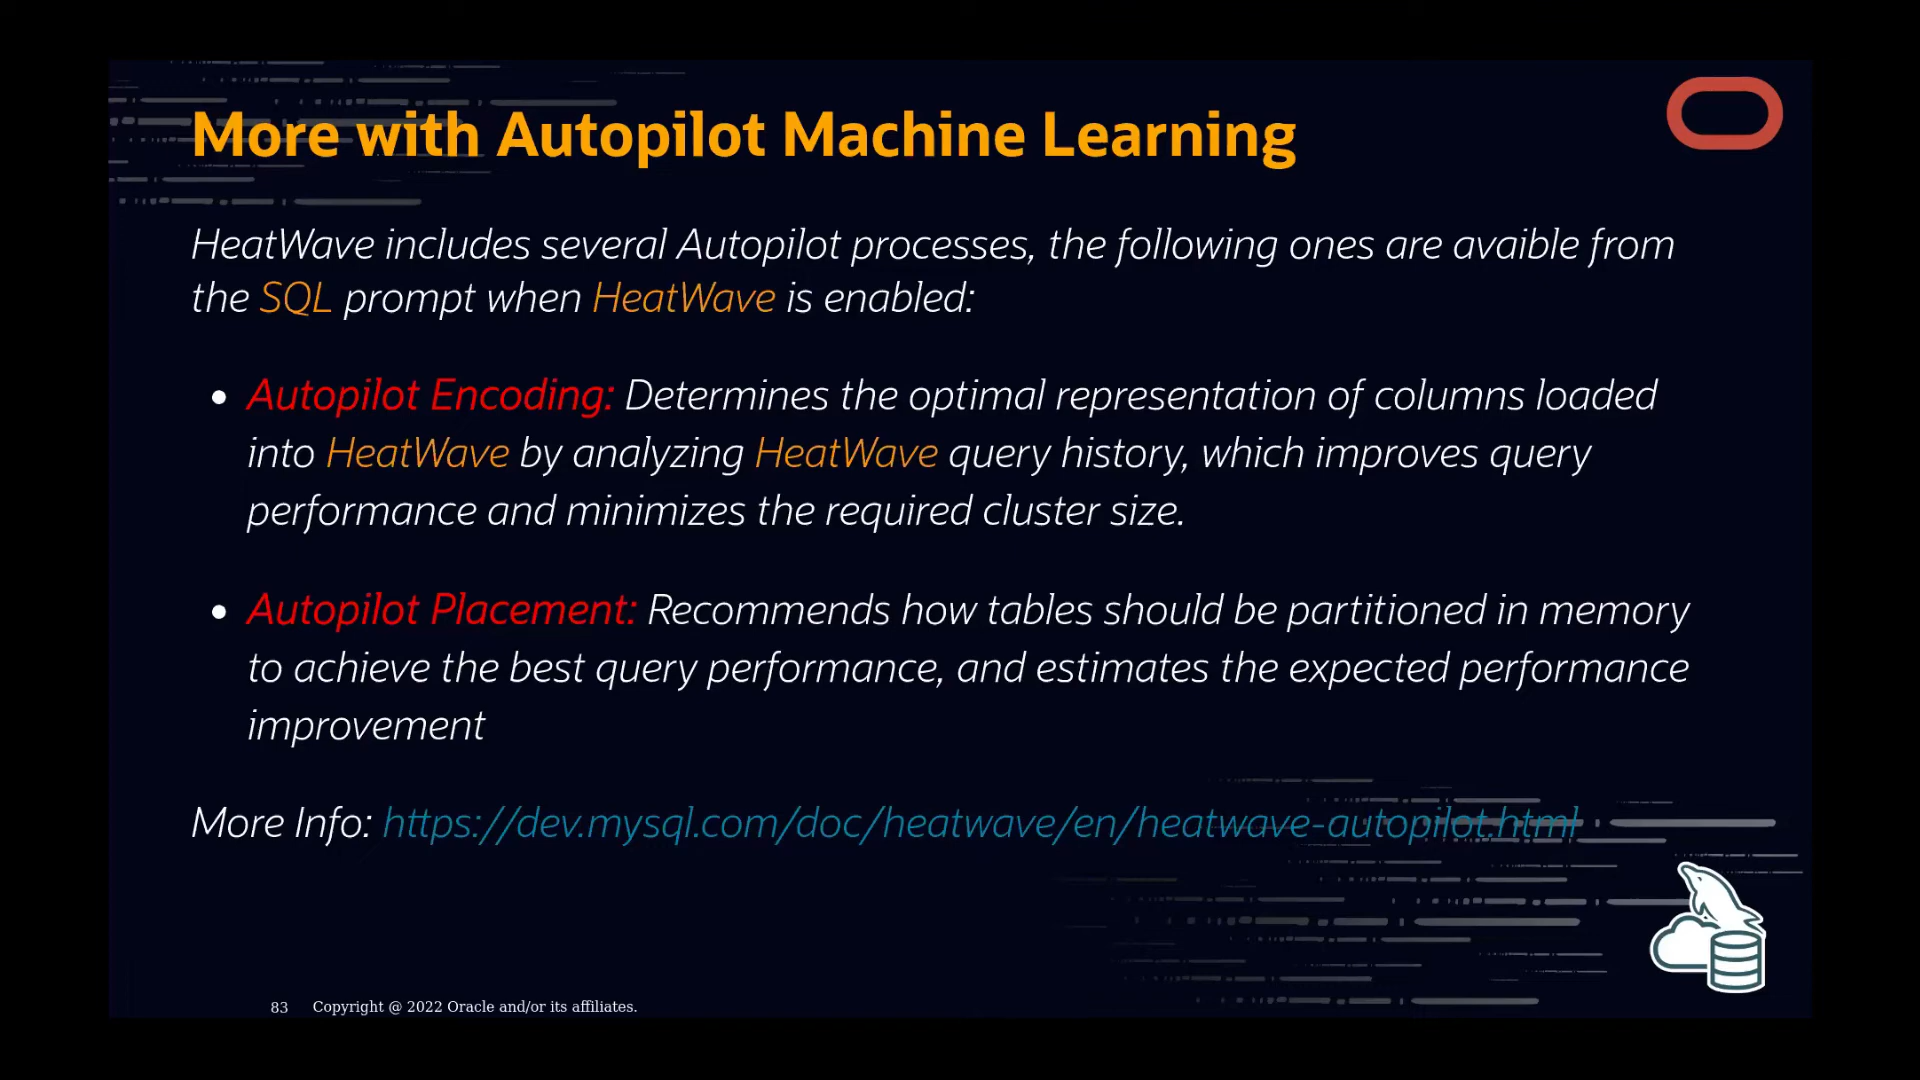 More with Autopilot Machine Learning
HeatWave includes several Autopilot processes, the following ones are avaible from
the SQL prompt when HeatWave is enabled:
• Autopilot Encoding: Determines the optimal representation of columns loaded
into HeatWave by analyzing HeatWave query history, which improves query
performance and minimizes the required cluster size.
• Autopilot Placement: Recommends how tables should be partitioned in memory
to achieve the best query performance, and estimates the expected performance
improvement
More Info: https://dev.mysql.com/doc/heatwave/en/heatwave-autopilot.html
83 Copyright @ 2022 Oracle and/or its affiliates.